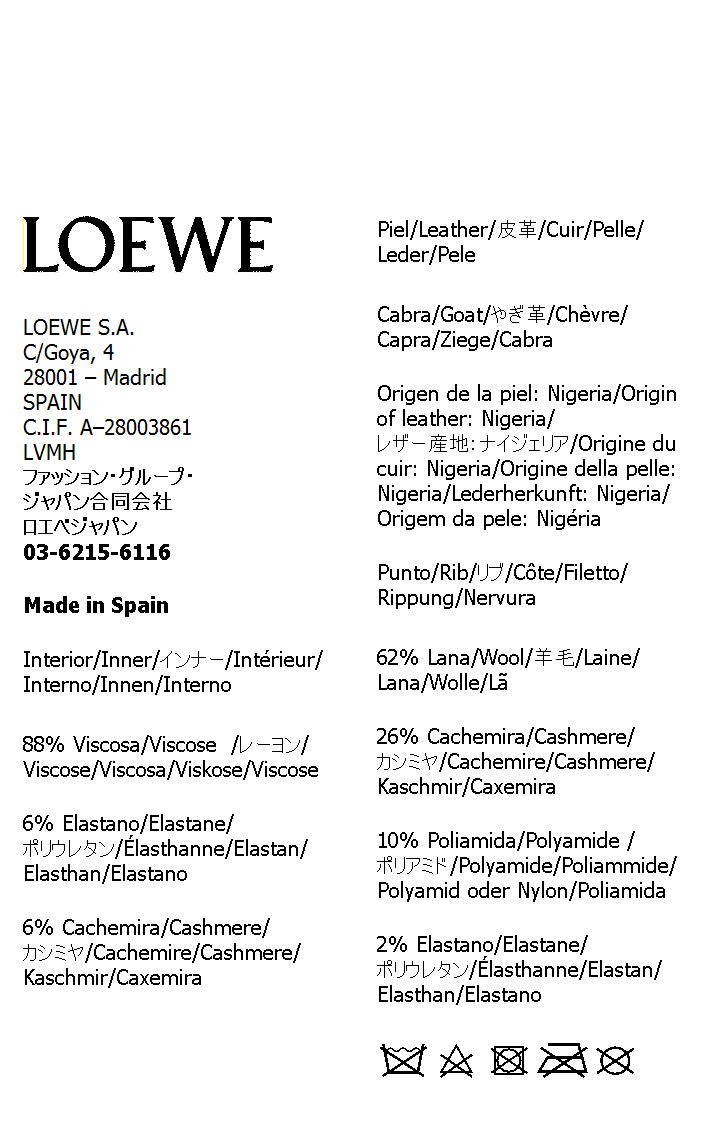 LOEWE
LOEWE S.A.
C/Goya, 4
28001 – Madrid
SPAIN
C.I.F. A–28003861
LVMH
ファッション・グループ・
ジャパン合同会社
ロエベジャパン
03-6215-6116
Made in Spain
Interior/Inner/インナー/Intérieur/
Interno/Innen/Interno
88% Viscosa/Viscose /レーヨン/
Viscose/Viscosa/Viskose/Viscose
6% Elastano/Elastane/
ポリウレタン/Élasthanne/Elastan/
Elasthan/Elastano
6% Cachemira/Cashmere/
カシミヤ/Cachemire/Cashmere/
Kaschmir/Caxemira
Piel/Leather/皮革/Cuir/Pelle/
Leder/Pele
Cabra/Goat/やぎ革/Chèvre/
Capra/Ziege/Cabra
Origen de la piel: Nigeria/Origin
of leather: Nigeria/
レザー産地：ナイジェリア/Origine du
cuir: Nigeria/Origine della pelle:
Nigeria/Lederherkunft: Nigeria/
Origem da pele: Nigéria
Punto/Rib/リブ/Côte/Filetto/
Rippung/Nervura
62% Lana/Wool/羊毛/Laine/
Lana/Wolle/Lã
26% Cachemira/Cashmere/
カシミヤ/Cachemire/Cashmere/
Kaschmir/Caxemira
10% Poliamida/Polyamide /
ポリアミド/Polyamide/Poliammide/
Polyamid oder Nylon/Poliamida
2% Elastano/Elastane/
ポリウレタン/Élasthanne/Elastan/
Elasthan/Elastano